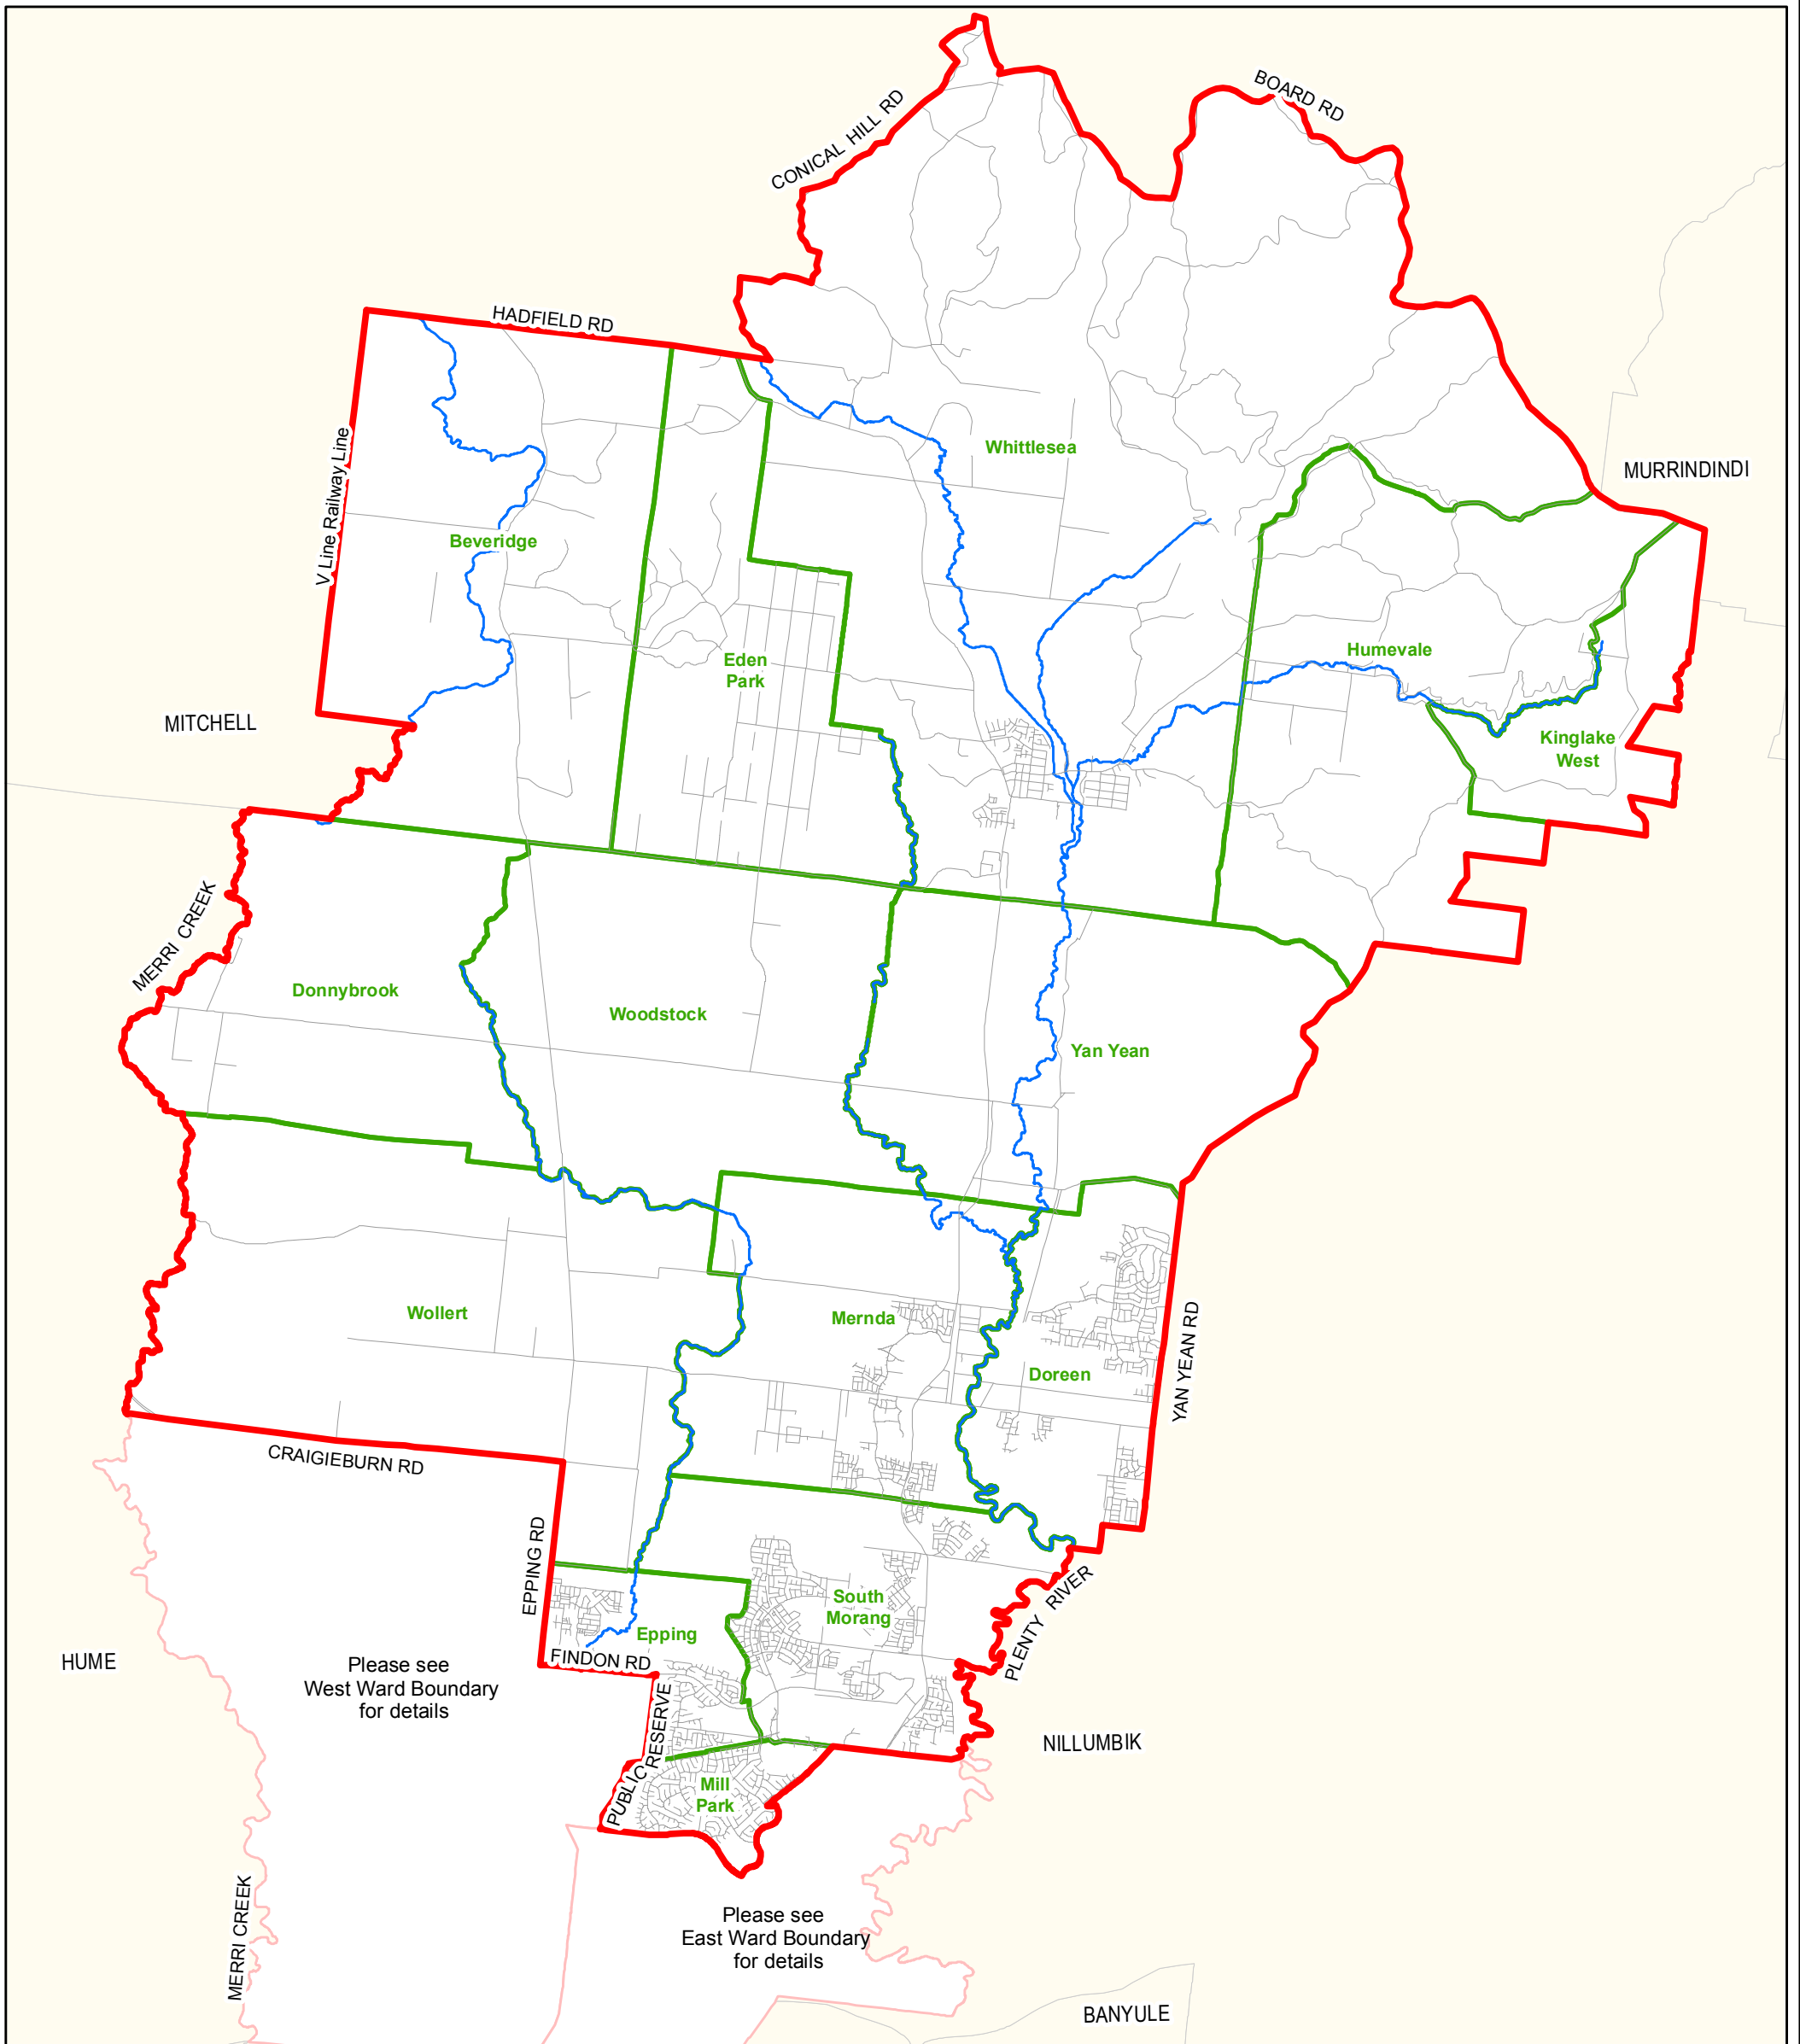 BOARD RD
CONICAL HILL RD
HADFIELD RD
Whittlesea
MURRINDINDI
V Line Railway Line
Beveridge
Humevale
Eden
Park
MITCHELL
Kinglake
West
MERRI CREEK
Donnybrook
Woodstock
Yan Yean
Wollert
Mernda
YAN YEAN RD
Doreen
CRAIGIEBURN RD
EPPING RD
South
Morang
PLENTY RIVER
Epping
HUME
FINDON RD
Please see
West Ward Boundary
for details
PUBLIC RESERVE
NILLUMBIK
Mill
Park
MERRI CREEK
Please see
East Ward Boundary
for details
BANYULE